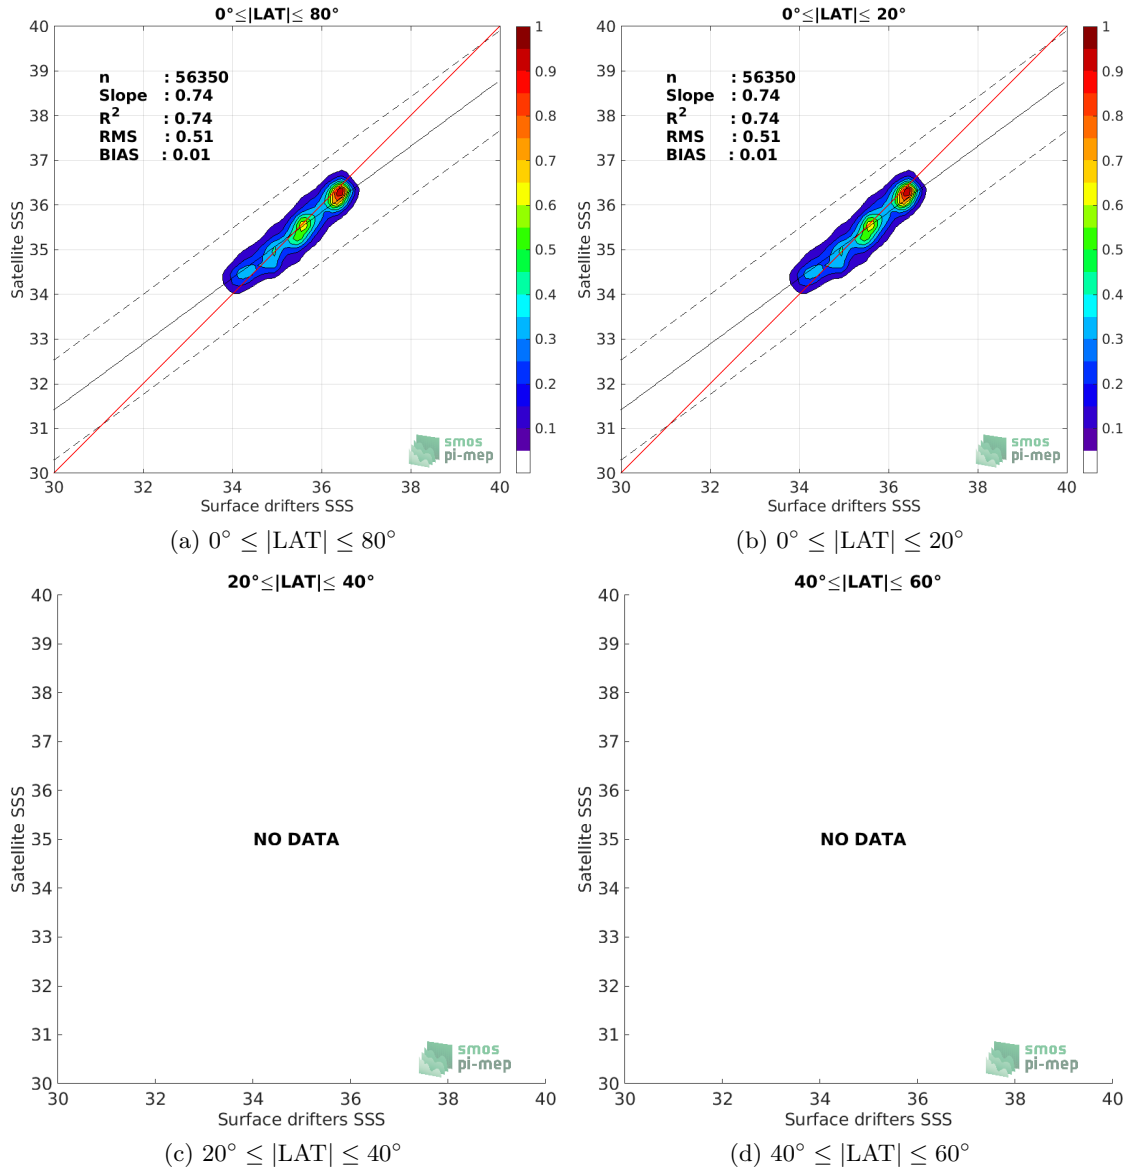 0°≤|LAT|≤ 80°
40
39
38
37
36
35
34
33
32
31
30
Satellite SSS
n : 56350
Slope : 0.74
R² : 0.74
RMS : 0.51
BIAS : 0.01
smos
pi-mep
30 32 34 36 38 40
Surface drifters SSS
1
0.9
0.8
0.7
0.6
0.5
0.4
0.3
0.2
0.1
(a) 0° ≤ |LAT| ≤ 80°
0°≤|LAT|≤ 20°
40
39
38
37
36
35
34
33
32
31
30
Satellite SSS
n : 56350
Slope : 0.74
R² : 0.74
RMS : 0.51
BIAS : 0.01
smos
pi-mep
30 32 34 36 38 40
Surface drifters SSS
1
0.9
0.8
0.7
0.6
0.5
0.4
0.3
0.2
0.1
(b) 0° ≤ |LAT| ≤ 20°
20°≤|LAT|≤ 40°
40
39
38
37
36
35
34
33
32
31
30
Satellite SSS
NO DATA
smos
pi-mep
30 32 34 36 38 40
Surface drifters SSS
(c) 20° ≤ |LAT| ≤ 40°
40°≤|LAT|≤ 60°
40
39
38
37
36
35
34
33
32
31
30
Satellite SSS
NO DATA
smos
pi-mep
30 32 34 36 38 40
Surface drifters SSS
(d) 40° ≤ |LAT| ≤ 60°